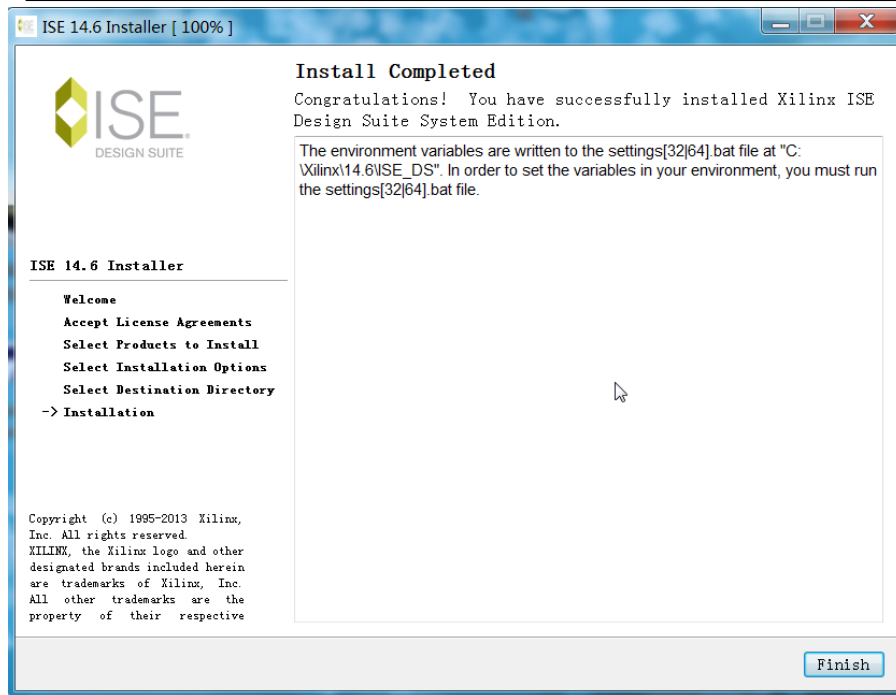 ISE 14.6 Installer [ 100% ]
ISE
DESIGN SUITE
Install Completed
Congratulations! You have successfully installed Xilinx ISE
Design Suite System Edition.
The environment variables are written to the settings[32|64].bat file at "C:
\Xilinx\14.6\ISE_DS". In order to set the variables in your environment, you must run
the settings[32|64].bat file.
ISE 14.6 Installer
Welcome
Accept License Agreements
Select Products to Install
Select Installation Options
Select Destination Directory
-> Installation
Copyright (c) 1995-2013 Xilinx,
Inc. All rights reserved.
XILINX, the Xilinx logo and other
designated brands included herein
are trademarks of Xilinx, Inc.
All other trademarks are the
property of their respective
Finish